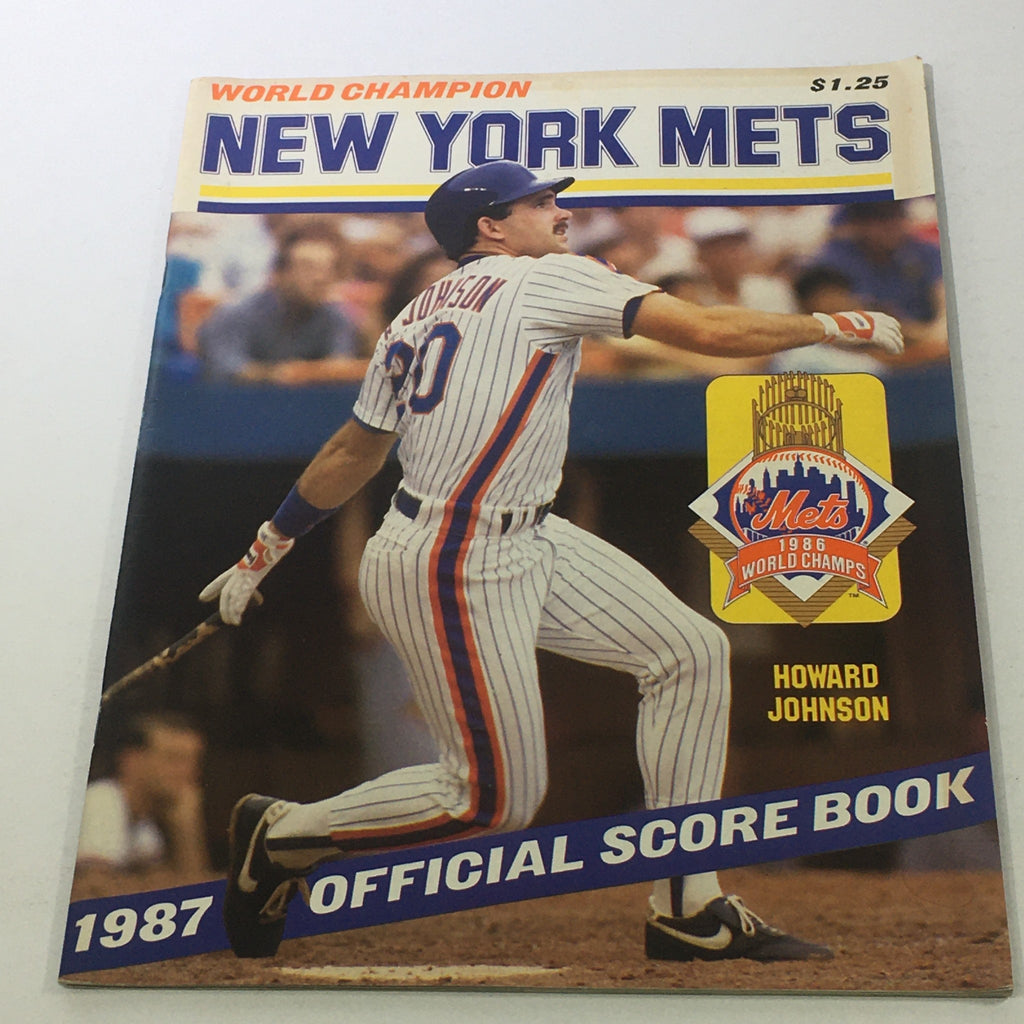 WORLD CHAMPION
$1.25
NEW YORK METS
JOHNSON
20
Mets
1986
WORLD CHAMPS
TM
HOWARD
JOHNSON
1987 OFFICIAL SCORE BOOK